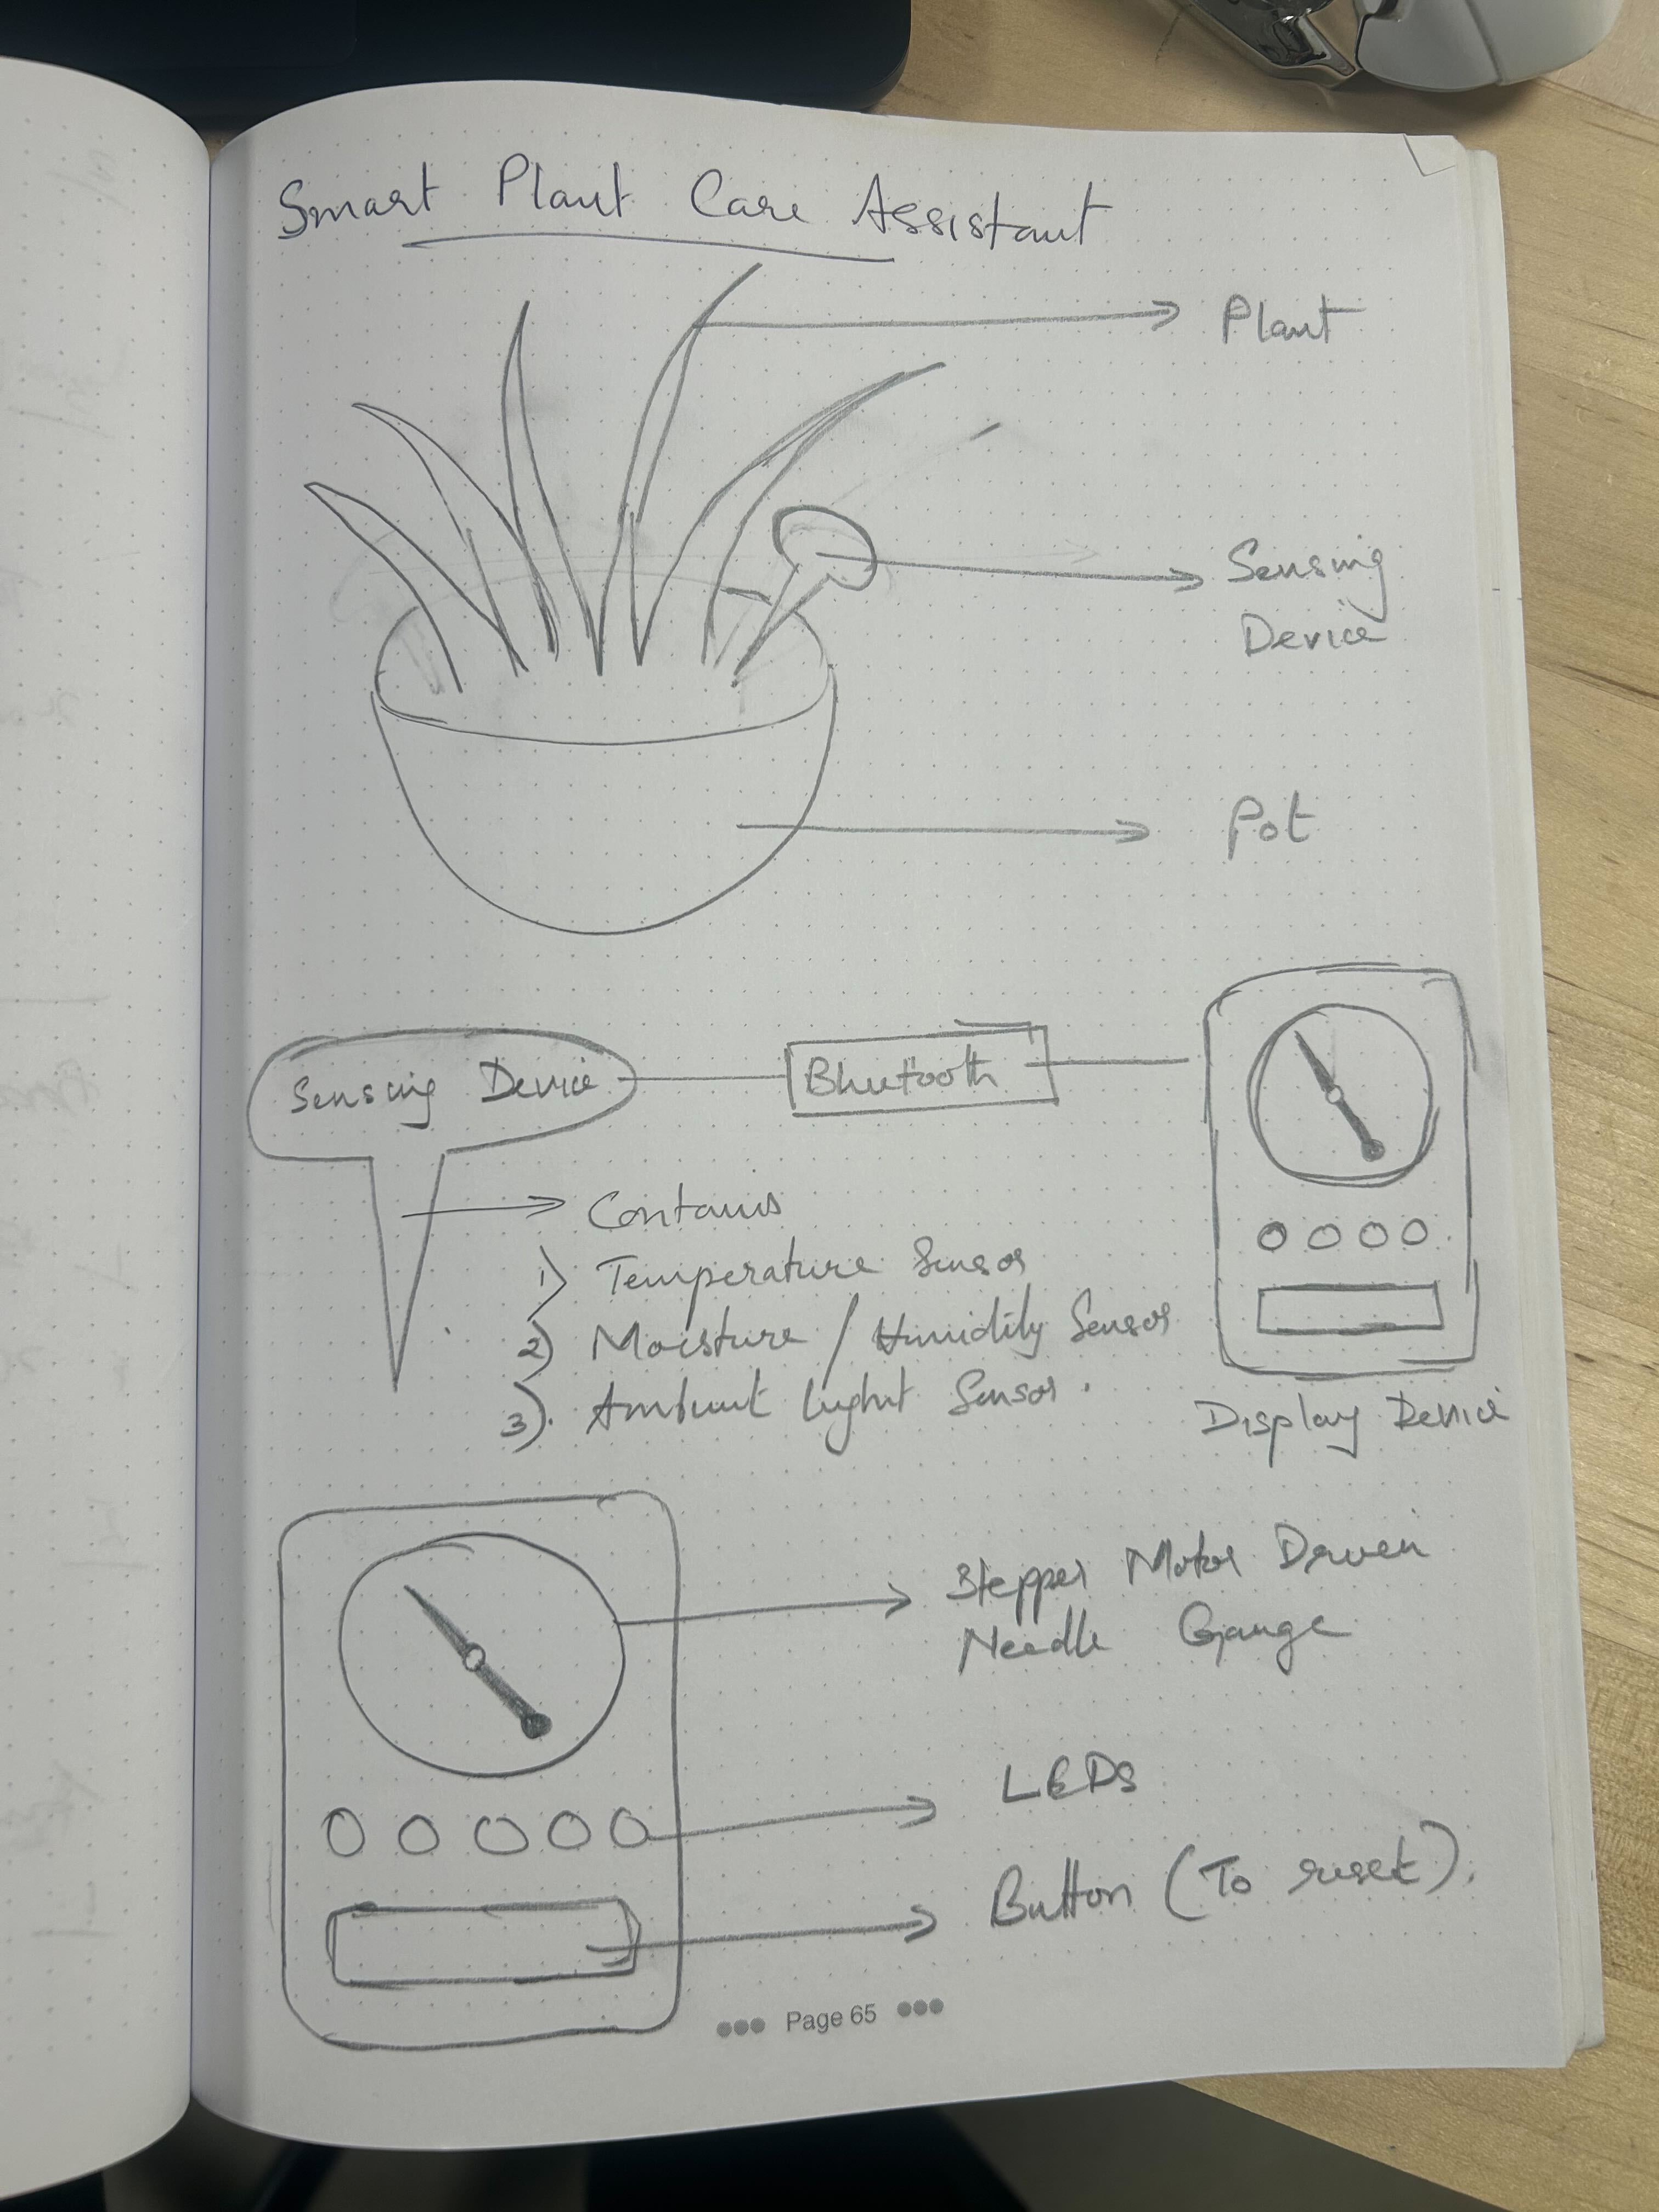 Smart Plant Care Assistant
Plant
Sensing
Device
Pot
Sensing Device
Bluetooth
Contains
1) Temperature Sensor
2) Moisture / Humidity Sensor
3). Ambient Light Sensor.
Display Device
Stepper Motor Driven
Needle Gauge
LEDs
Button (To reset).
Page 65